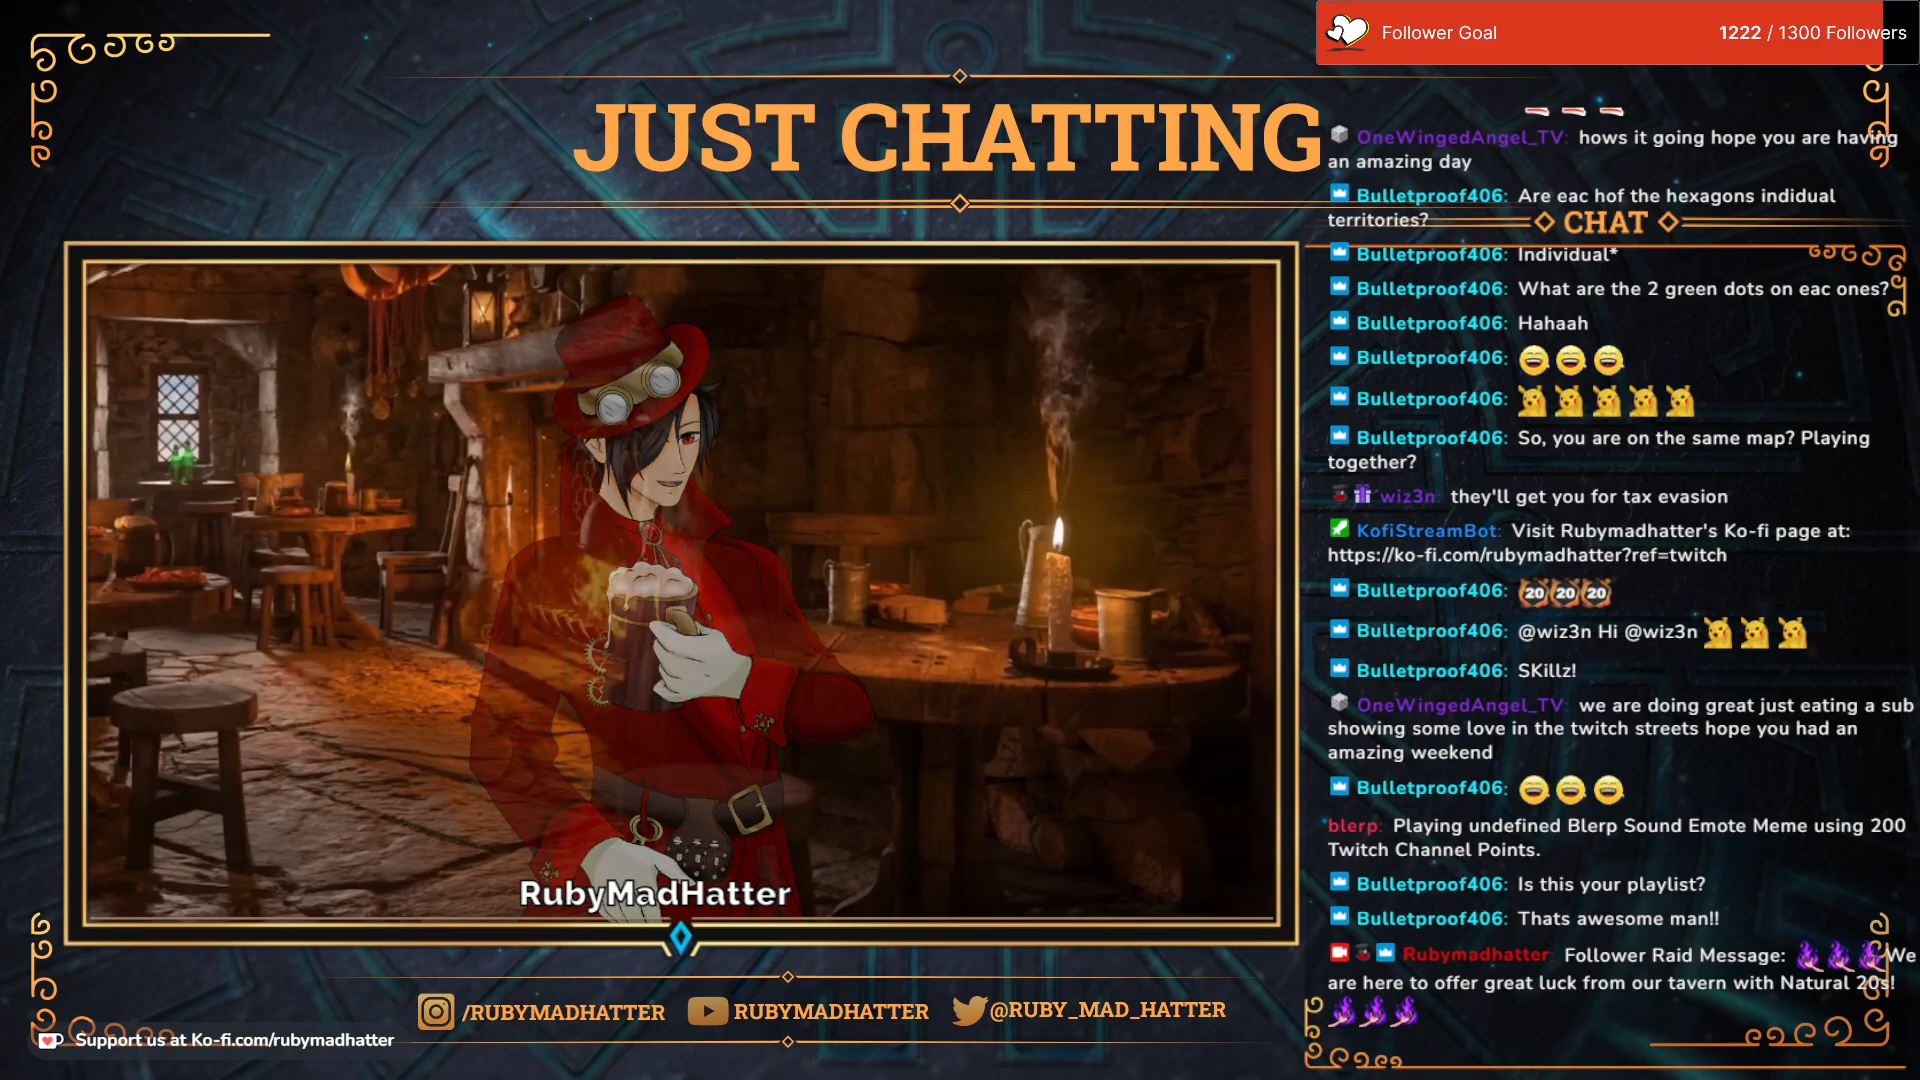 Follower Goal 1222 / 1300 Followers
JUST CHATTING
OneWingedAngel_TV: hows it going hope you are having
an amazing day
Bulletproof406: Are eac hof the hexagons indidual
territories?
CHAT
Bulletproof406: Individual*
Bulletproof406: What are the 2 green dots on eac ones?
Bulletproof406: Hahaah
Bulletproof406:
Bulletproof406:
Bulletproof406: So, you are on the same map? Playing
together?
wiz3n: they'll get you for tax evasion
KofiStreamBot: Visit Rubymadhatter's Ko-fi page at:
https://ko-fi.com/rubymadhatter?ref=twitch
Bulletproof406: 20 20 20
Bulletproof406: @wiz3n Hi @wiz3n
Bulletproof406: SKillz!
OneWingedAngel_TV: we are doing great just eating a sub
showing some love in the twitch streets hope you had an
amazing weekend
Bulletproof406:
blerp: Playing undefined Blerp Sound Emote Meme using 200
Twitch Channel Points.
Bulletproof406: Is this your playlist?
Bulletproof406: Thats awesome man!!
Rubymadhatter: Follower Raid Message: We
are here to offer great luck from our tavern with Natural 20s!
RubyMadHatter
/RUBYMADHATTER RUBYMADHATTER @RUBY_MAD_HATTER
Support us at Ko-fi.com/rubymadhatter